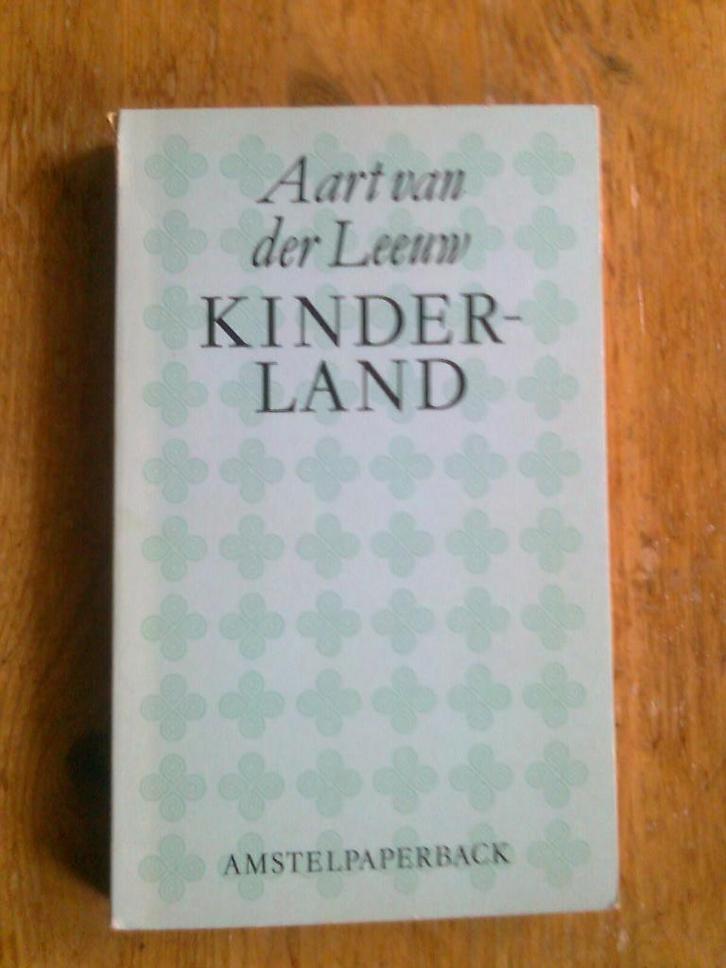 Aart van
der Leeuw
KINDER-
LAND
AMSTELPAPERBACK